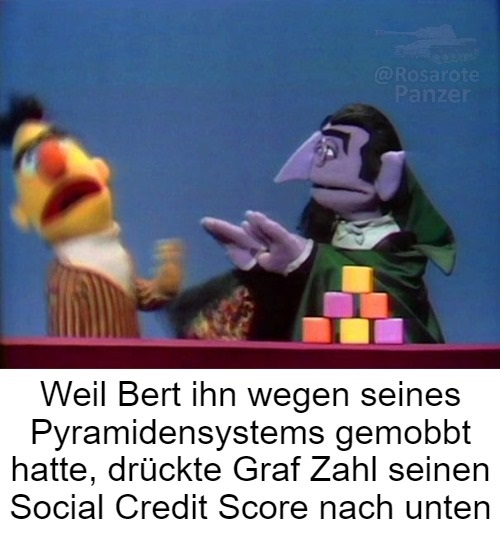 @Rosarote
Panzer
Weil Bert ihn wegen seines
Pyramidensystems gemobbt
hatte, drückte Graf Zahl seinen
Social Credit Score nach unten